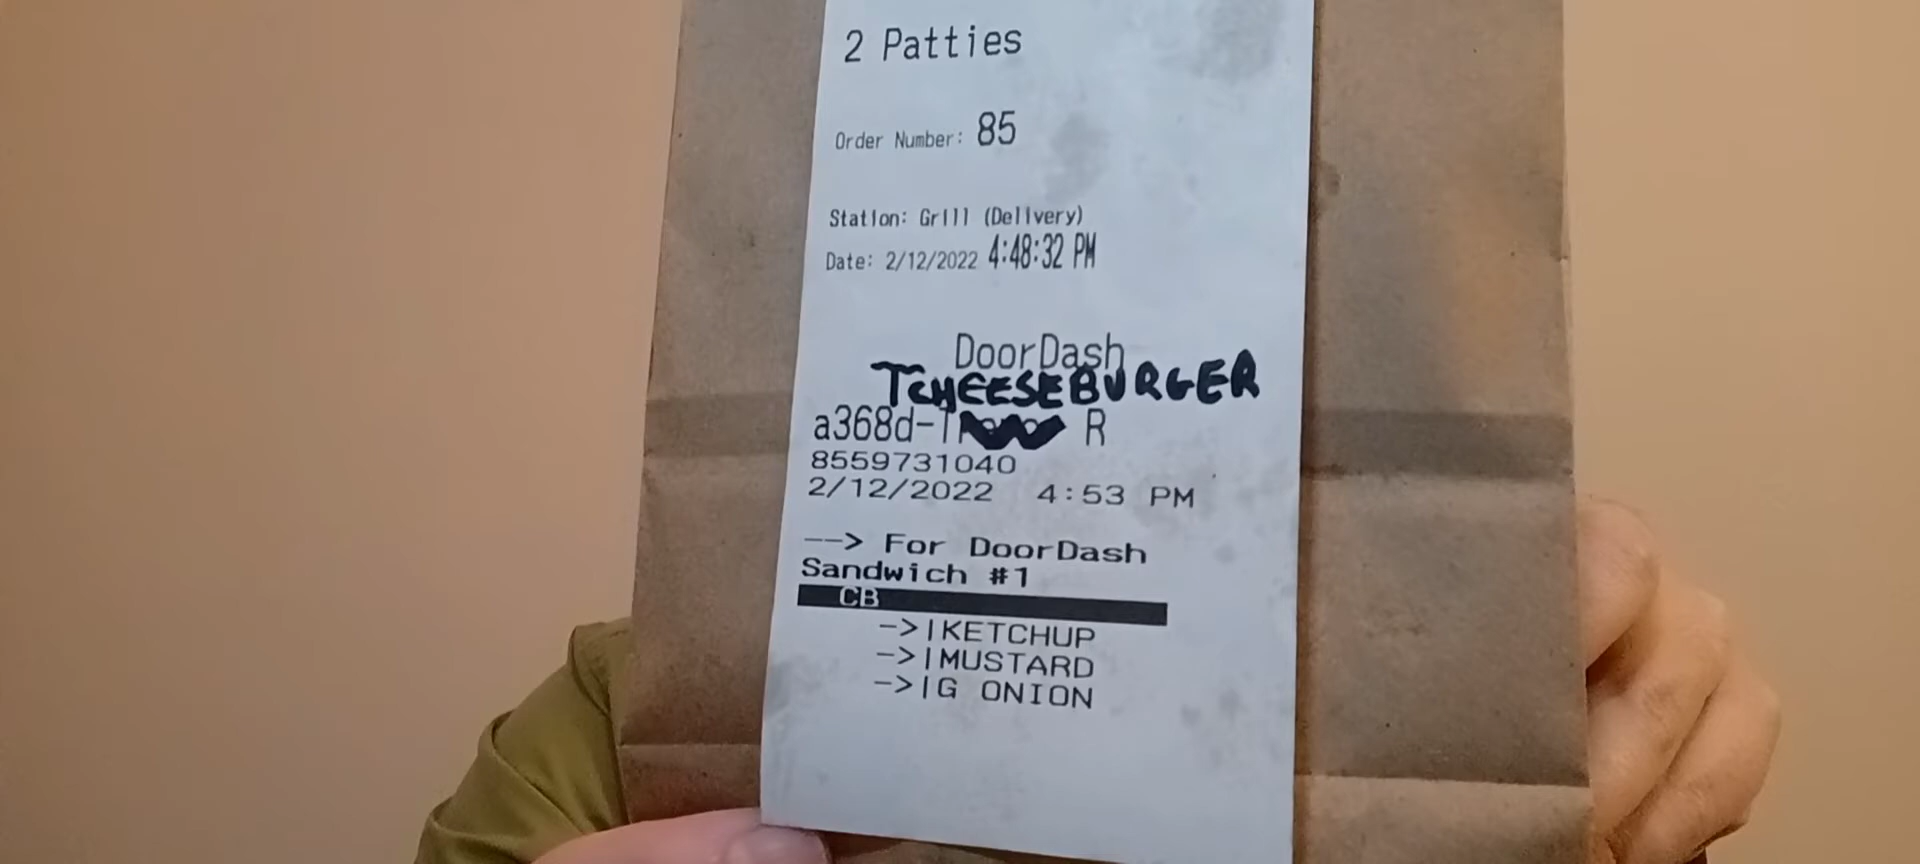 2 Patties
Order Number: 85
Station: Grill (Delivery)
Date: 2/12/2022 4:48:32 PM
DoorDash
TCHEESEBURGER
a368d-T R
8559731040
2/12/2022 4:53 PM
--> For DoorDash
Sandwich #1
CB
->|KETCHUP
->|MUSTARD
->|G ONION